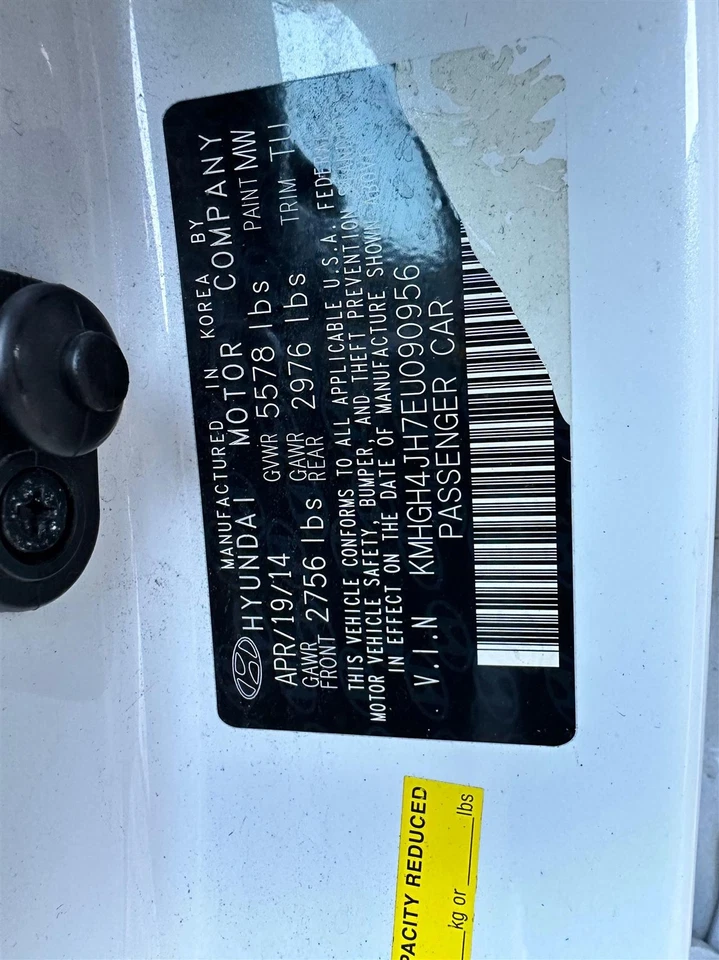 MANUFACTURED IN KOREA BY
HYUNDAI MOTOR COMPANY
APR/19/14 GVWR 5578 lbs PAINT MW
GAWR FRONT 2756 lbs GAWR REAR 2976 lbs TRIM TU
THIS VEHICLE CONFORMS TO ALL APPLICABLE U.S.A. FEDERAL
MOTOR VEHICLE SAFETY, BUMPER, AND THEFT PREVENTION STANDARDS
IN EFFECT ON THE DATE OF MANUFACTURE SHOWN ABOVE
V.I.N KMHGH4JH7EU090956
PASSENGER CAR
PACITY REDUCED
kg or lbs